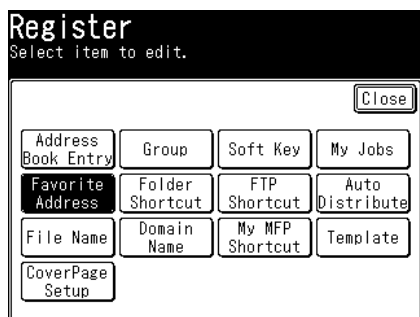 Register
Select item to edit.
Close
Address
Book Entry
Group
Soft Key
My Jobs
Favorite
Address
Folder
Shortcut
FTP
Shortcut
Auto
Distribute
File Name
Domain
Name
My MFP
Shortcut
Template
CoverPage
Setup